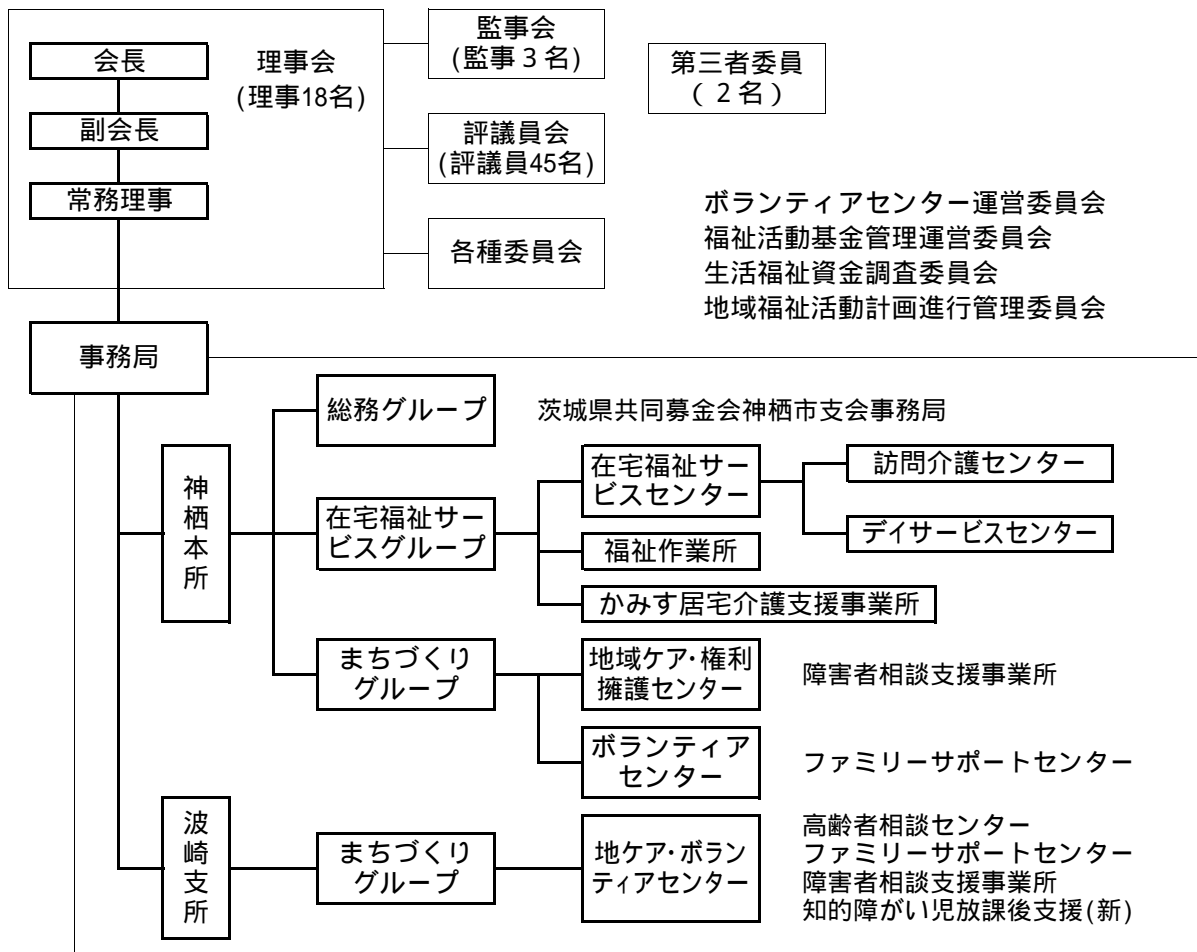 会長
副会長
常務理事
理事会
(理事18名)
監事会
(監事３名)
評議員会
(評議員45名)
各種委員会
第三者委員
（２名）
ボランティアセンター運営委員会
福祉活動基金管理運営委員会
生活福祉資金調査委員会
地域福祉活動計画進行管理委員会
事務局
神栖本所
総務グループ
茨城県共同募金会神栖市支会事務局
在宅福祉サー
ビスグループ
在宅福祉サー
ビスセンター
訪問介護センター
デイサービスセンター
福祉作業所
かみす居宅介護支援事業所
まちづくり
グループ
地域ケア・権利
擁護センター
障害者相談支援事業所
ボランティア
センター
ファミリーサポートセンター
波崎支所
まちづくり
グループ
地ケア・ボラン
ティアセンター
高齢者相談センター
ファミリーサポートセンター
障害者相談支援事業所
知的障がい児放課後支援(新)